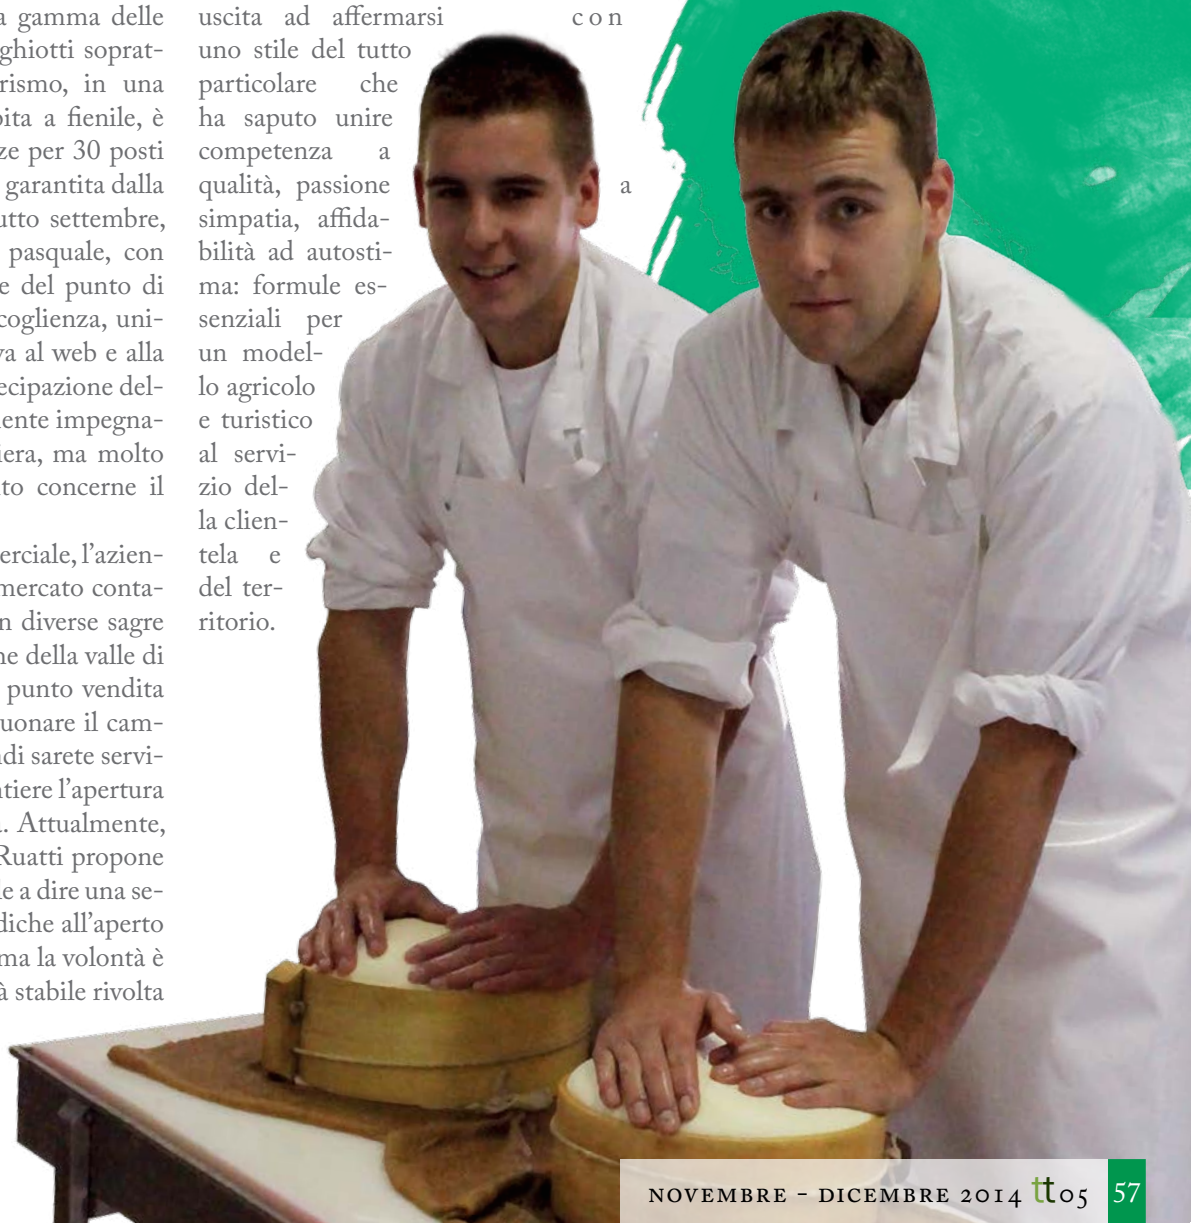 a gamma delle
ghiotti soprat-
rismo, in una
bita a fienile, è
ze per 30 posti
garantita dalla
utto settembre,
pasquale, con
e del punto di
coglienza, uni-
va al web e alla
ecipazione del-
ente impegna-
iera, ma molto
to concerne il
erciale, l'azien-
mercato conta-
n diverse sagre
ne della valle di
punto vendita
uonare il cam-
di sarete servi-
ntiere l'apertura
a. Attualmente,
Ruatti propone
le a dire una se-
diche all'aperto
ma la volontà è
à stabile rivolta
uscita ad affermarsi con
uno stile del tutto
particolare che
ha saputo unire
competenza a
qualità, passione a
simpatia, affida-
bilità ad autosti-
ma: formule es-
senziali per
un model-
lo agricolo
e turistico
al servi-
zio del-
la clien-
tela e
del ter-
ritorio.
NOVEMBRE - DICEMBRE 2014 tt05 57